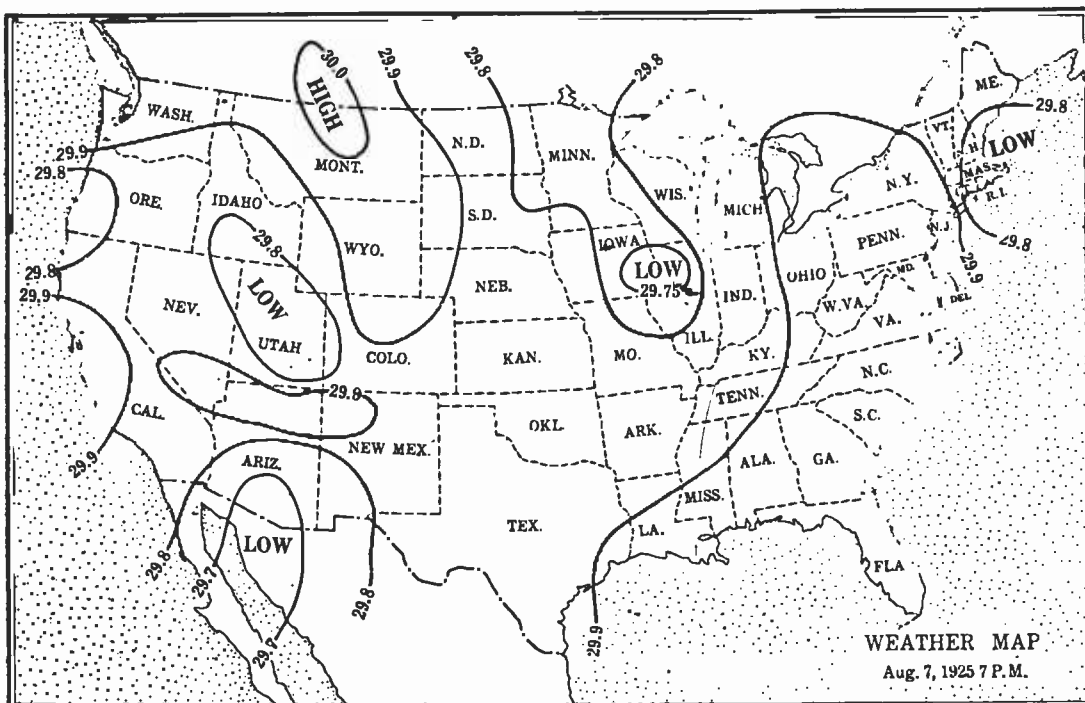 30.0
HIGH
29.9
29.8
29.8
29.9
29.8
WASH.
MONT.
N.D.
MINN.
ME.
VT.
29.8
H.
LOW
MASS.
R.I.
ORE.
IDAHO
29.8
WYO.
S.D.
WIS.
MICH
N.Y.
PENN.
N.J.
29.8
29.9
29.8
29.9
NEV.
LOW
UTAH
NEB.
IOWA
LOW
29.75
IND.
OHIO
MD.
DEL.
W.VA.
VA.
COLO.
KAN.
MO.
ILL.
KY.
29.8
CAL.
TENN.
N.C.
29.9
ARIZ.
NEW MEX.
OKL.
ARK.
S.C.
MISS.
ALA.
GA.
29.8
LOW
29.7
29.8
29.7
TEX.
LA.
29.9
FLA
WEATHER MAP
Aug. 7, 1925 7 P.M.